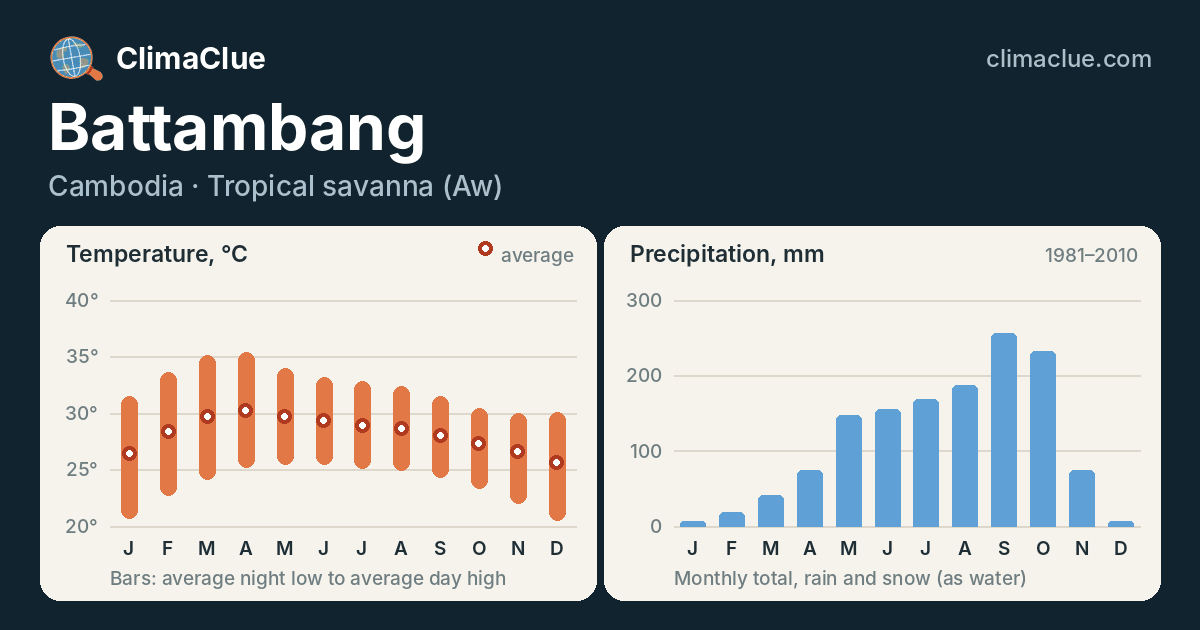 ClimaClue
climaclue.com
Battambang
Cambodia · Tropical savanna (Aw)
Temperature, °C
average
40°
35°
30°
25°
20°
J F M A M J J A S O N D
Bars: average night low to average day high
Precipitation, mm
1981–2010
300
200
100
0
J F M A M J J A S O N D
Monthly total, rain and snow (as water)